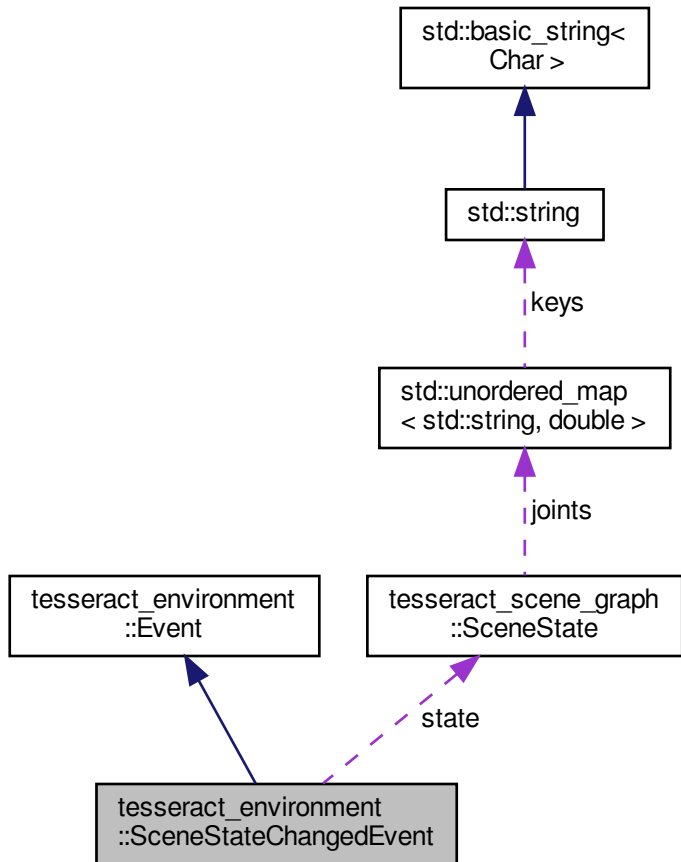 std::basic_string<
Char >
std::string
keys
std::unordered_map
< std::string, double >
joints
tesseract_environment
::Event
tesseract_scene_graph
::SceneState
state
tesseract_environment
::SceneStateChangedEvent